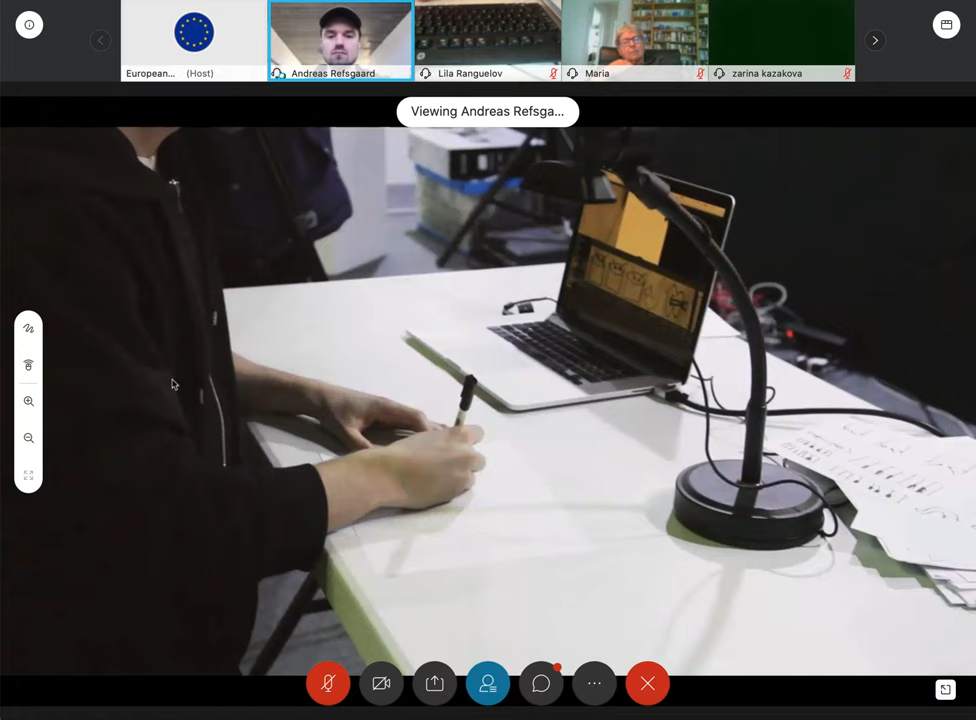 European... (Host)
Andreas Refsgaard
Lila Ranguelov
Maria
zarina kazakova
Viewing Andreas Refsga...